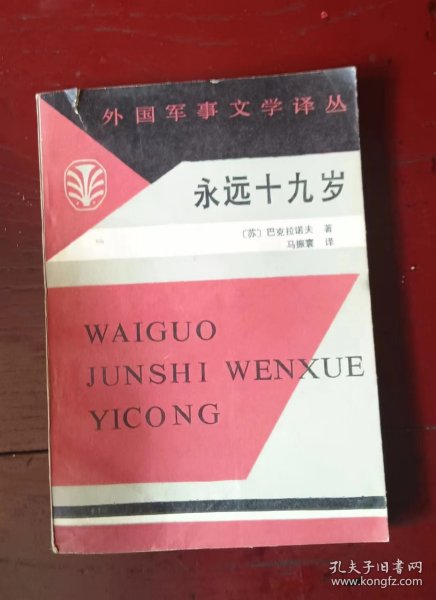 外国军事文学译丛
永远十九岁
〔苏〕巴克拉诺夫 著
马振寰 译
WAIGUO
JUNSHI WENXUE
YICONG
孔夫子旧书网
www.kongfz.com